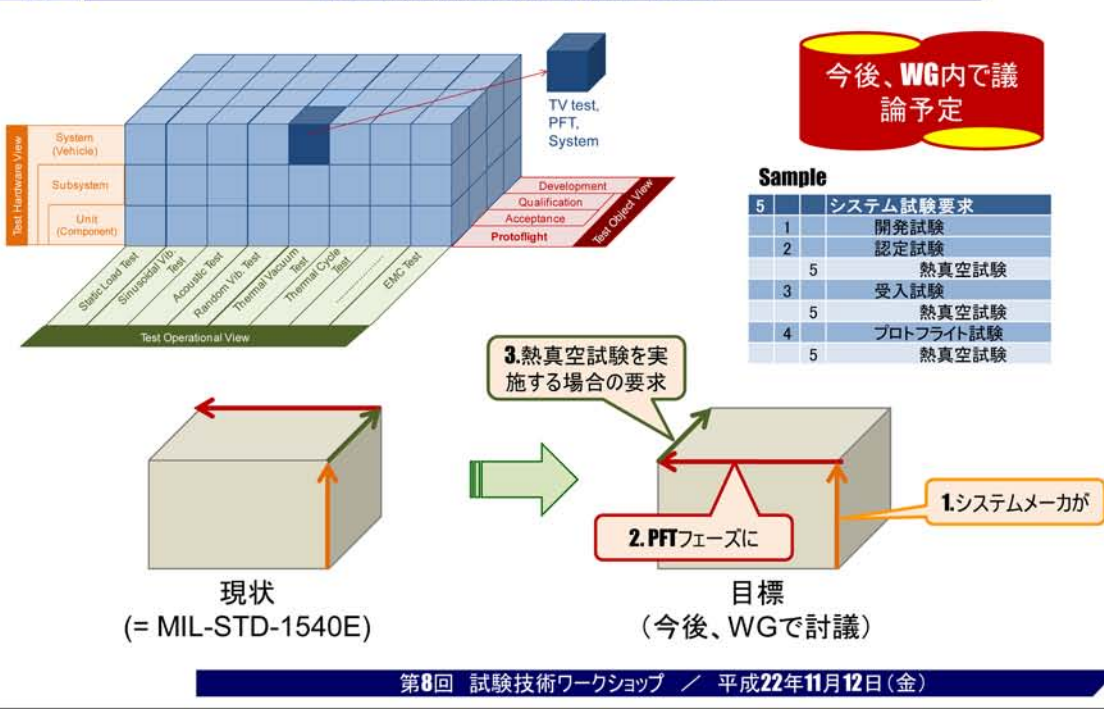 TV test,
PFT,
System
今後、WG内で議
論予定
Test Hardware View
System
(Vehicle)
Subsystem
Unit
(Component)
Development
Qualification
Acceptance
Protoflight
Test Object View
Static Load Test
Sinusoidal Vib.
Test
Acoustic Test
Random Vib. Test
Thermal Vacuum
Test
Thermal Cycle
Test
..............
EMC Test
Test Operational View
Sample
5 システム試験要求
1 開発試験
2 認定試験
5 熱真空試験
3 受入試験
5 熱真空試験
4 プロトフライト試験
5 熱真空試験
3.熱真空試験を実
施する場合の要求
2. PFTフェーズに
1.システムメーカが
現状
(= MIL-STD-1540E)
目標
(今後、WGで討議)
第8回 試験技術ワークショップ / 平成22年11月12日(金)